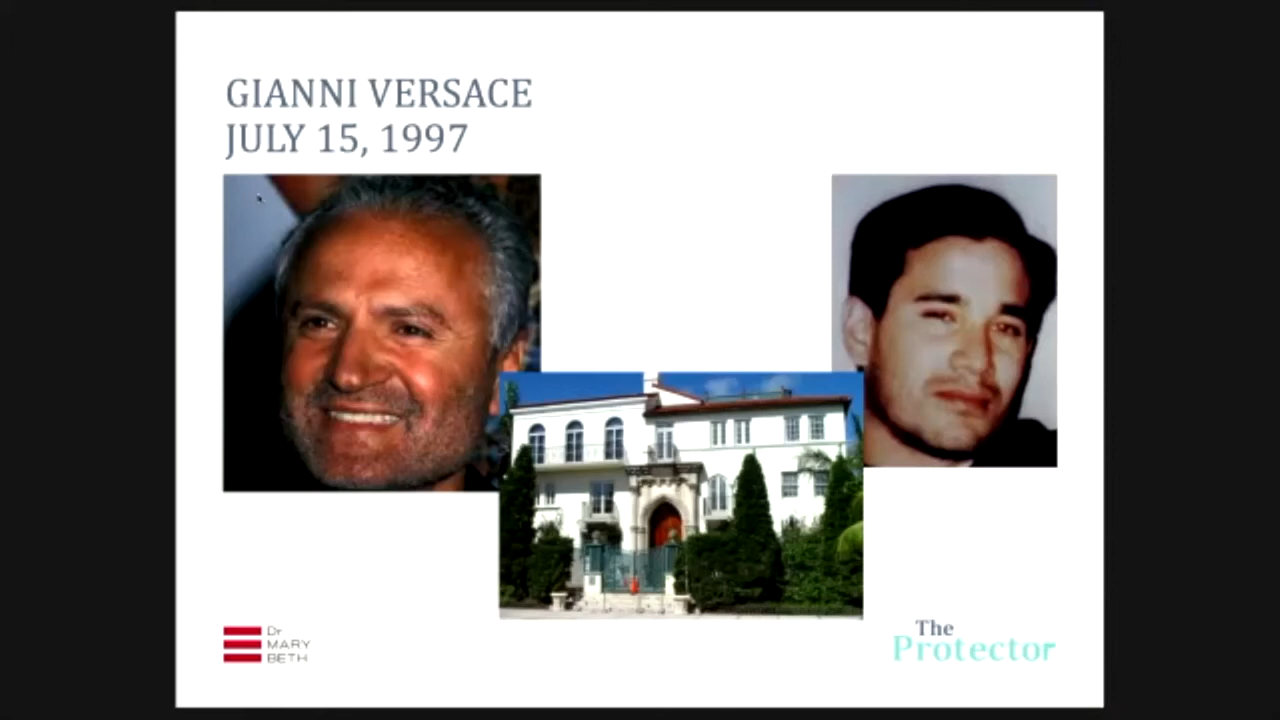 GIANNI VERSACE
JULY 15, 1997
Dr
MARY
BETH
The
Protector